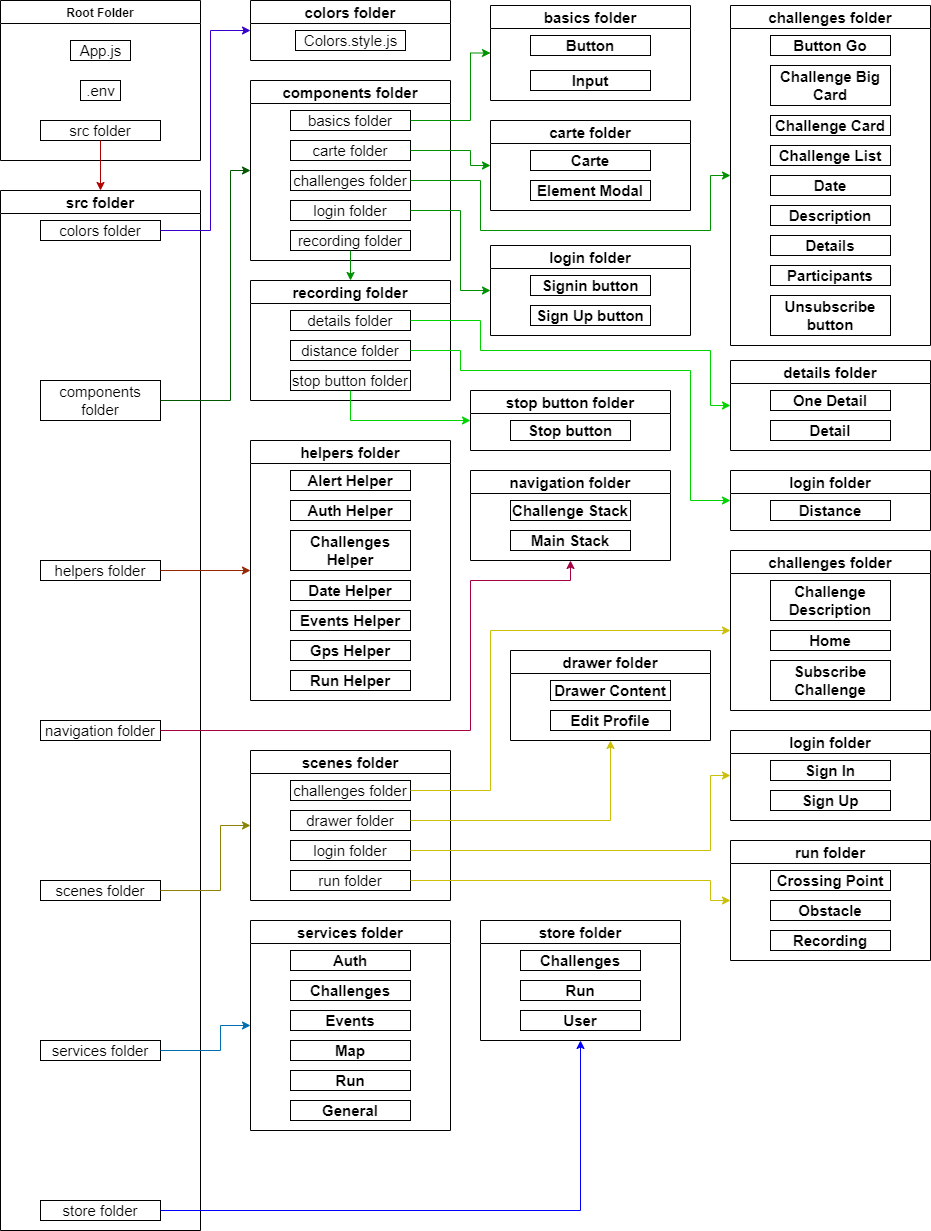 Root Folder
App.js
.env
src folder
src folder
colors folder
components
folder
helpers folder
navigation folder
scenes folder
services folder
store folder
colors folder
Colors.style.js
components folder
basics folder
carte folder
challenges folder
login folder
recording folder
recording folder
details folder
distance folder
stop button folder
helpers folder
Alert Helper
Auth Helper
Challenges
Helper
Date Helper
Events Helper
Gps Helper
Run Helper
scenes folder
challenges folder
drawer folder
login folder
run folder
services folder
Auth
Challenges
Events
Map
Run
General
basics folder
Button
Input
carte folder
Carte
Element Modal
login folder
Signin button
Sign Up button
stop button folder
Stop button
navigation folder
Challenge Stack
Main Stack
drawer folder
Drawer Content
Edit Profile
store folder
Challenges
Run
User
challenges folder
Button Go
Challenge Big
Card
Challenge Card
Challenge List
Date
Description
Details
Participants
Unsubscribe
button
details folder
One Detail
Detail
login folder
Distance
challenges folder
Challenge
Description
Home
Subscribe
Challenge
login folder
Sign In
Sign Up
run folder
Crossing Point
Obstacle
Recording